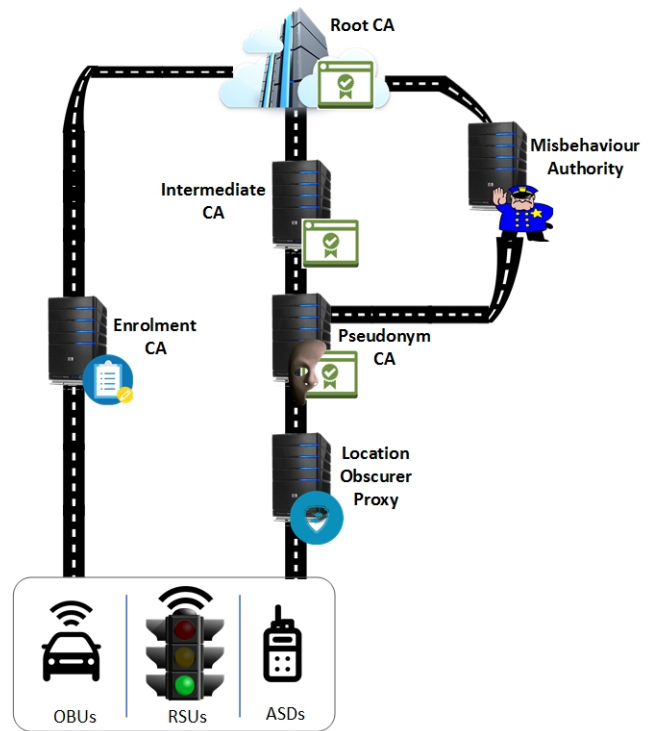 Root CA
Misbehaviour
Authority
Intermediate
CA
Enrolment
CA
Pseudonym
CA
Location
Obscurer
Proxy
OBUs
RSUs
ASDs